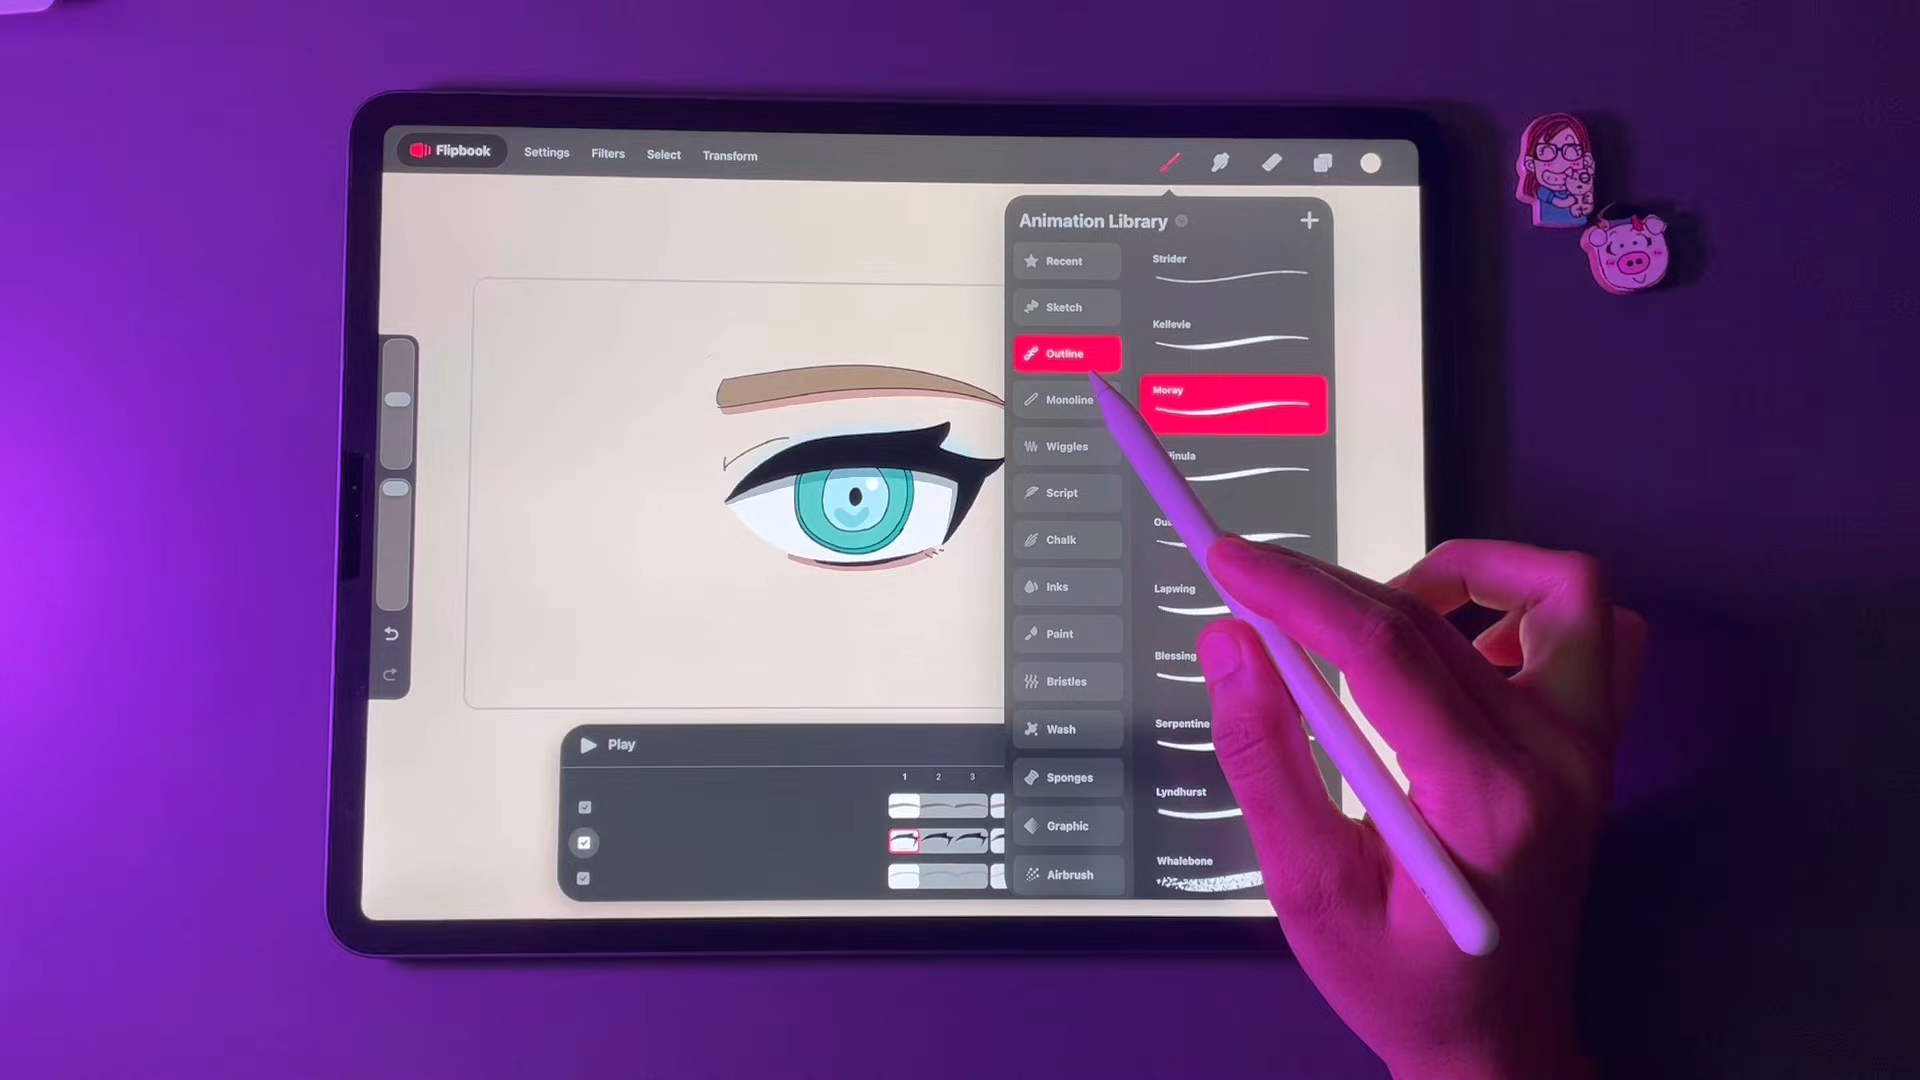 Flipbook
Settings
Filters
Select
Transform
Animation Library
Recent
Sketch
Outline
Monoline
Wiggles
Script
Chalk
Inks
Paint
Bristles
Wash
Sponges
Graphic
Airbrush
Strider
Kellevie
Moray
Lapwing
Blessing
Serpentine
Lyndhurst
Whalebone
Play
1 2 3